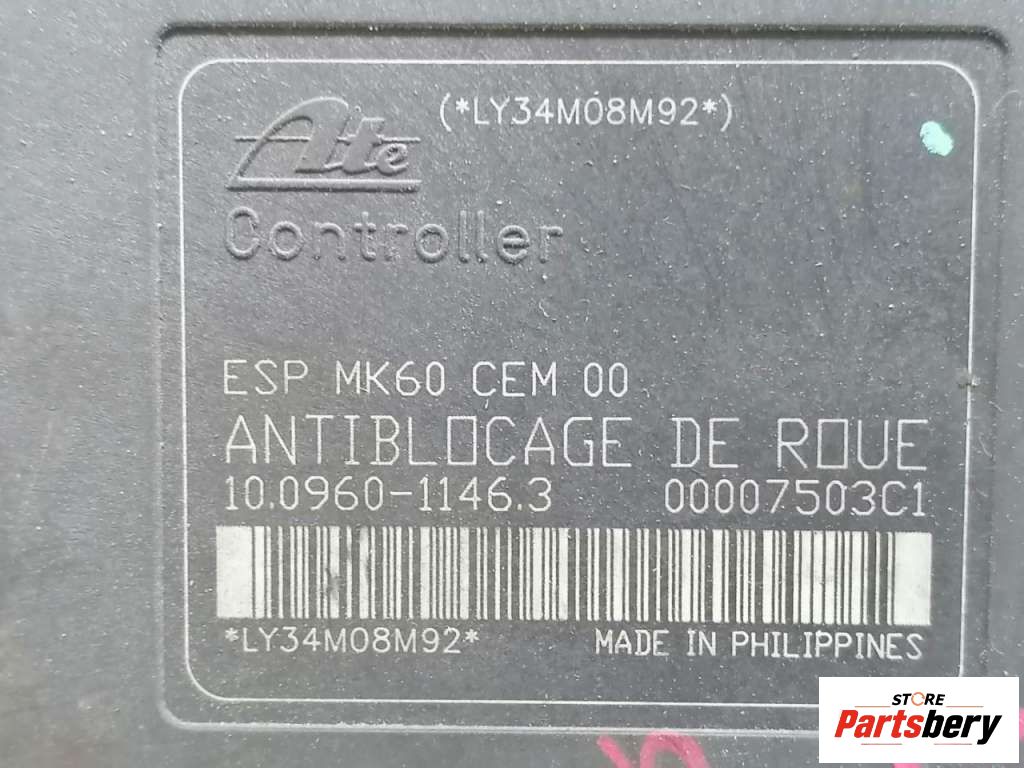 (*LY34M08M92*)
Ate
Controller
ESP MK60 CEM 00
ANTIBLOCAGE DE ROUE
10.0960-1146.3 00007503C1
*LY34M08M92* MADE IN PHILIPPINES
STORE
Partsbery